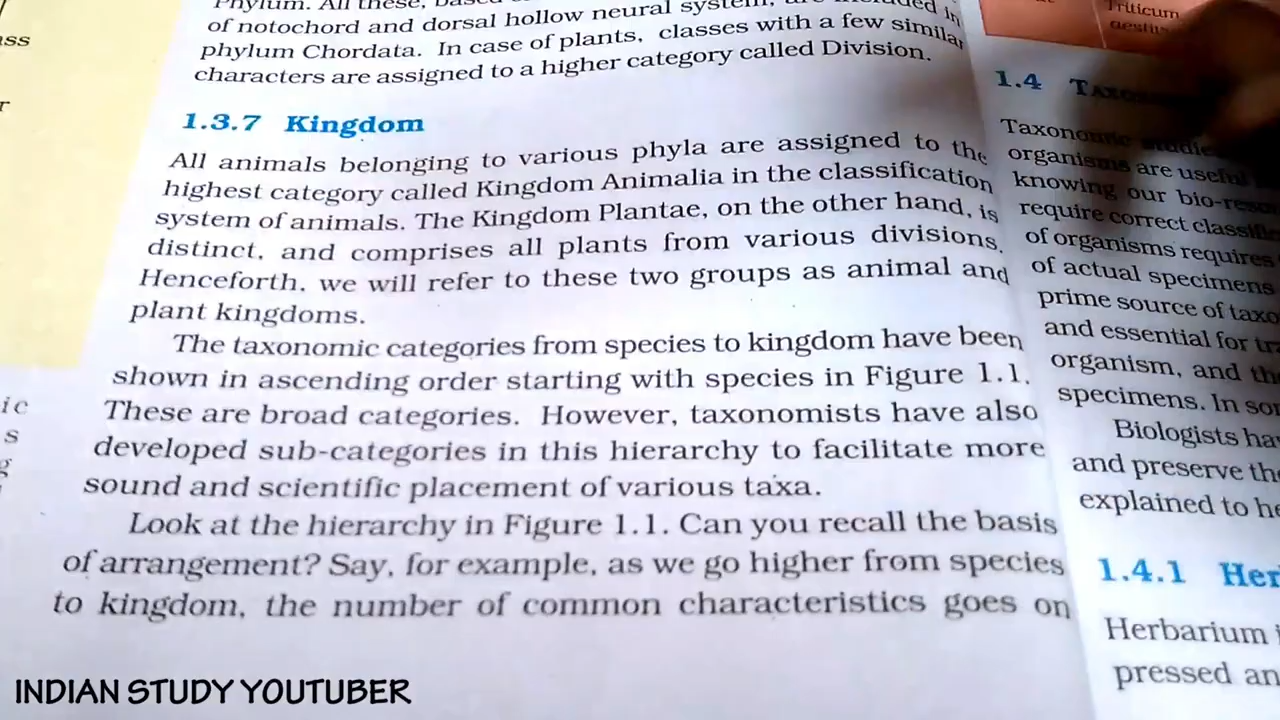 Phylum. All these,
of notochord and dorsal hollow neural system, are included in
phylum Chordata. In case of plants, classes with a few similar
characters are assigned to a higher category called Division.
1.3.7 Kingdom
All animals belonging to various phyla are assigned to the
highest category called Kingdom Animalia in the classification
system of animals. The Kingdom Plantae, on the other hand, is
distinct, and comprises all plants from various divisions.
Henceforth, we will refer to these two groups as animal and
plant kingdoms.
The taxonomic categories from species to kingdom have been
shown in ascending order starting with species in Figure 1.1.
These are broad categories. However, taxonomists have also
developed sub-categories in this hierarchy to facilitate more
sound and scientific placement of various taxa.
Look at the hierarchy in Figure 1.1. Can you recall the basis
of arrangement? Say, for example, as we go higher from species
to kingdom, the number of common characteristics goes on
Triticum
1.4
Taxonomic studies
organisms are useful
knowing our bio-
require correct
of organisms requires
of actual specimens
prime source of
and essential for
organism, and
specimens. In
Biologists
and preserve
explained to
1.4.1
Herbarium
pressed
INDIAN STUDY YOUTUBER